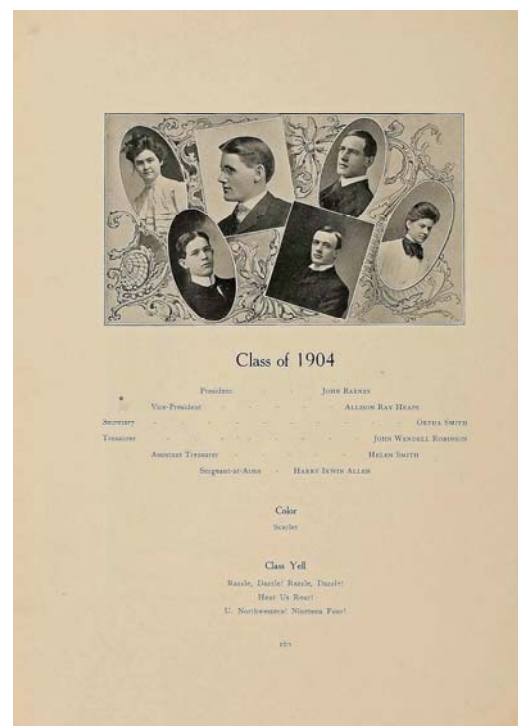 Class of 1904
President - - JOHN BARNES
Vice-President - - - - ALLISON RAY HEAPS
Secretary - - - - - - - - ORTHA SMITH
Treasurer - - - - - - - JOHN WENDELL ROBINSON
Assistant Treasurer - - - - HELEN SMITH
Sergeant-at-Arms - HARRY IRWIN ALLEN
Color
Scarlet
Class Yell
Razzle, Dazzle! Razzle, Dazzle!
Hear Us Roar!
U. Northwestern! Nineteen Four!